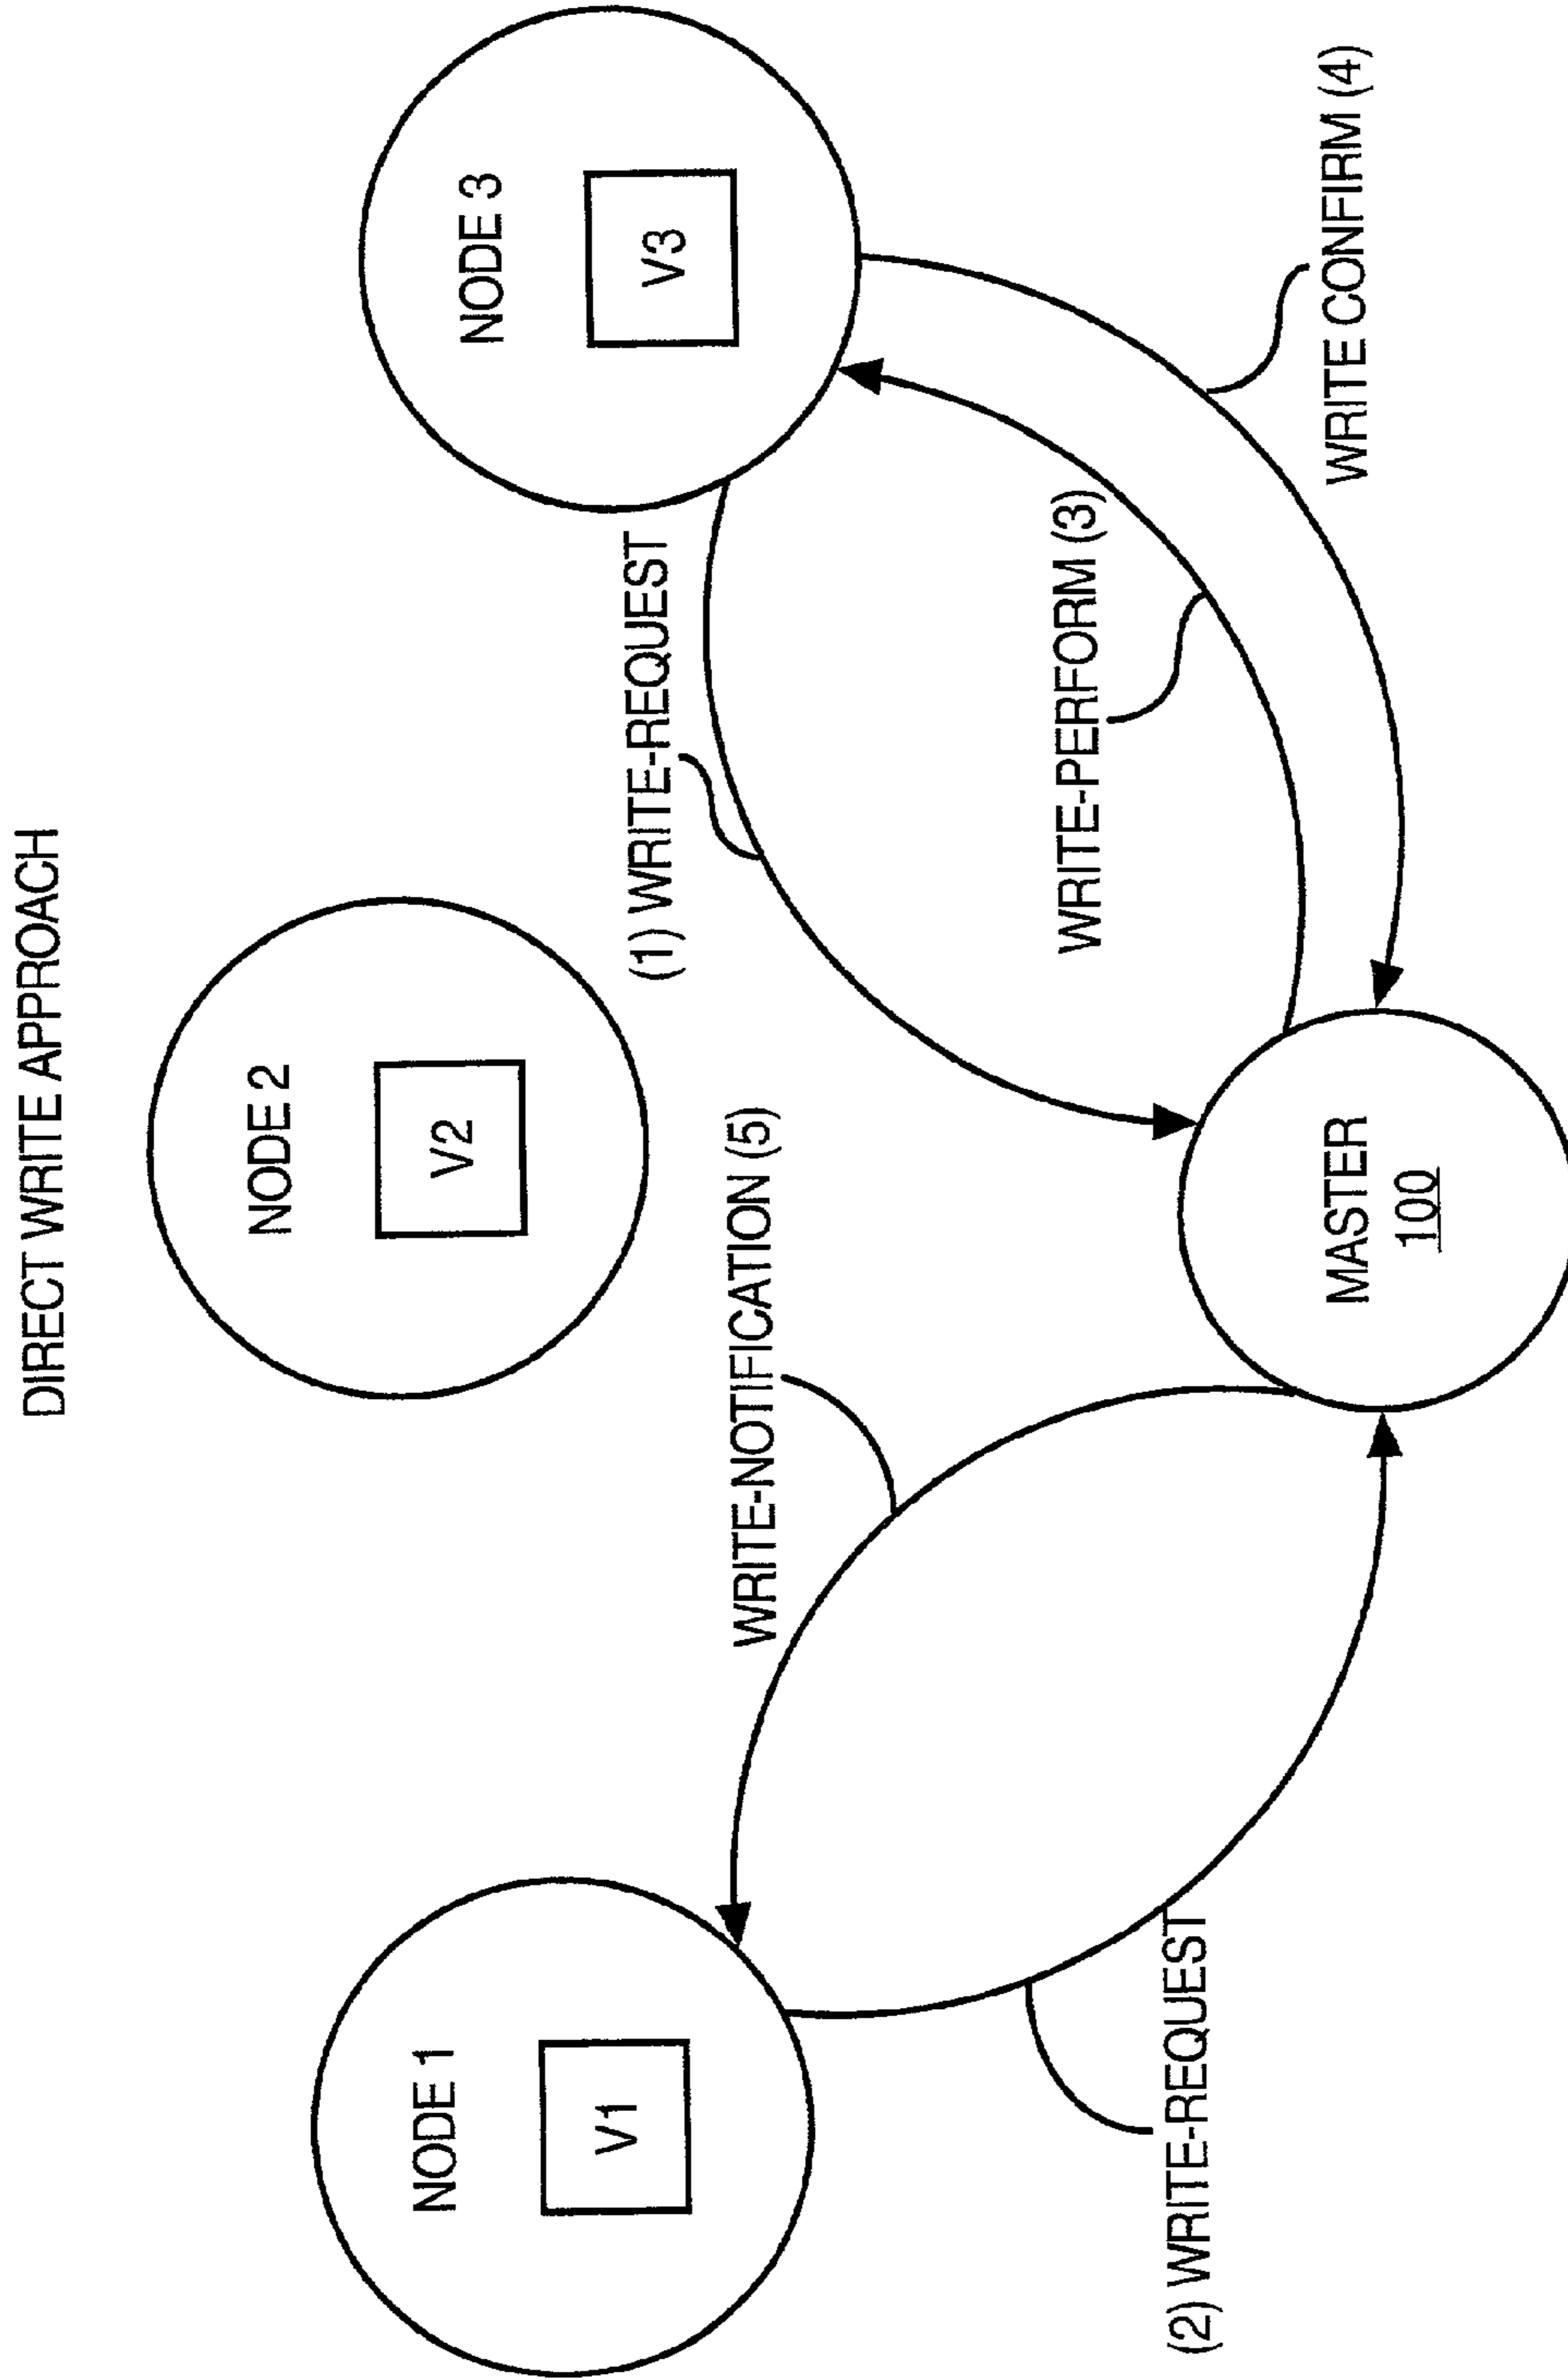 DIRECT WRITE APPROACH
NODE 1
V1
NODE 2
V2
NODE 3
V3
(1) WRITE-REQUEST
WRITE-NOTIFICATION (5)
WRITE-PERFORM (3)
(2) WRITE-REQUEST
MASTER
100
WRITE CONFIRM (4)